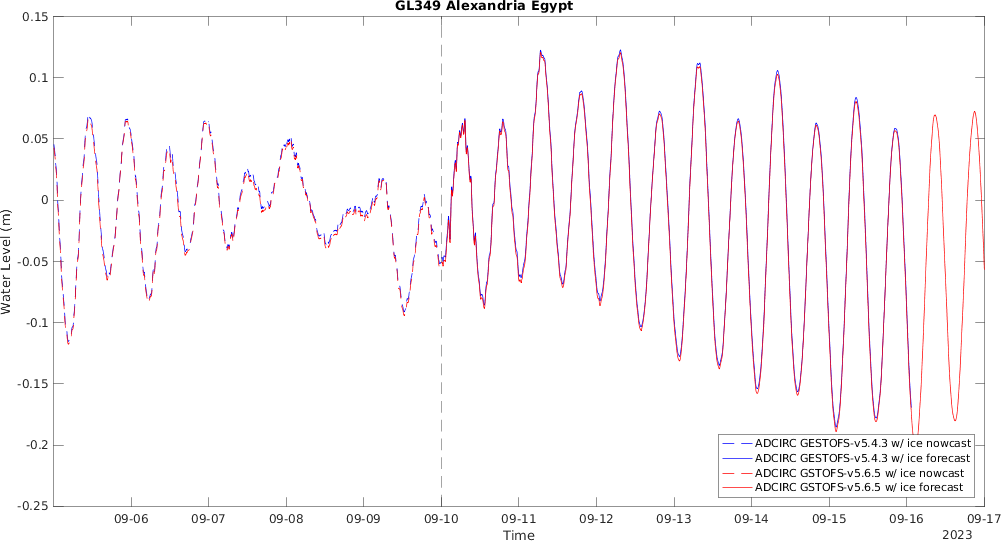 GL349 Alexandria Egypt
0.15
0.1
0.05
0
-0.05
-0.1
-0.15
-0.2
-0.25
Water Level (m)
ADCIRC GESTOFS-v5.4.3 w/ ice nowcast
ADCIRC GESTOFS-v5.4.3 w/ ice forecast
ADCIRC GSTOFS-v5.6.5 w/ ice nowcast
ADCIRC GSTOFS-v5.6.5 w/ ice forecast
09-06 09-07 09-08 09-09 09-10 09-11 09-12 09-13 09-14 09-15 09-16 09-17
Time
2023